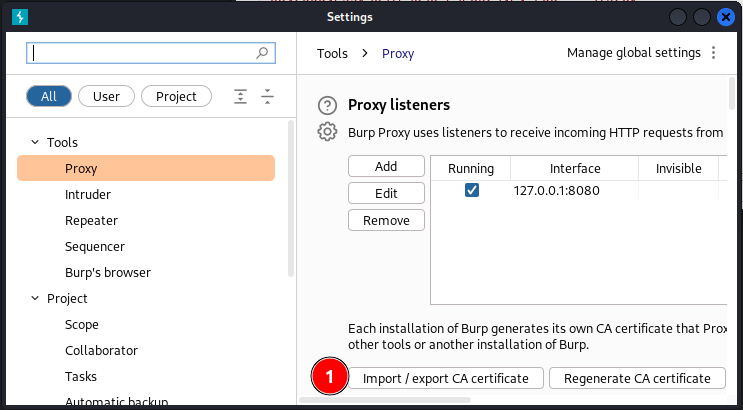 Settings
Tools > Proxy
Manage global settings
All
User
Project
Tools
Proxy
Intruder
Repeater
Sequencer
Burp's browser
Project
Scope
Collaborator
Tasks
Automatic backup
Proxy listeners
Burp Proxy uses listeners to receive incoming HTTP requests from
Add
Edit
Remove
Running
Interface
Invisible
127.0.0.1:8080
Each installation of Burp generates its own CA certificate that Prox
other tools or another installation of Burp.
1
Import / export CA certificate
Regenerate CA certificate